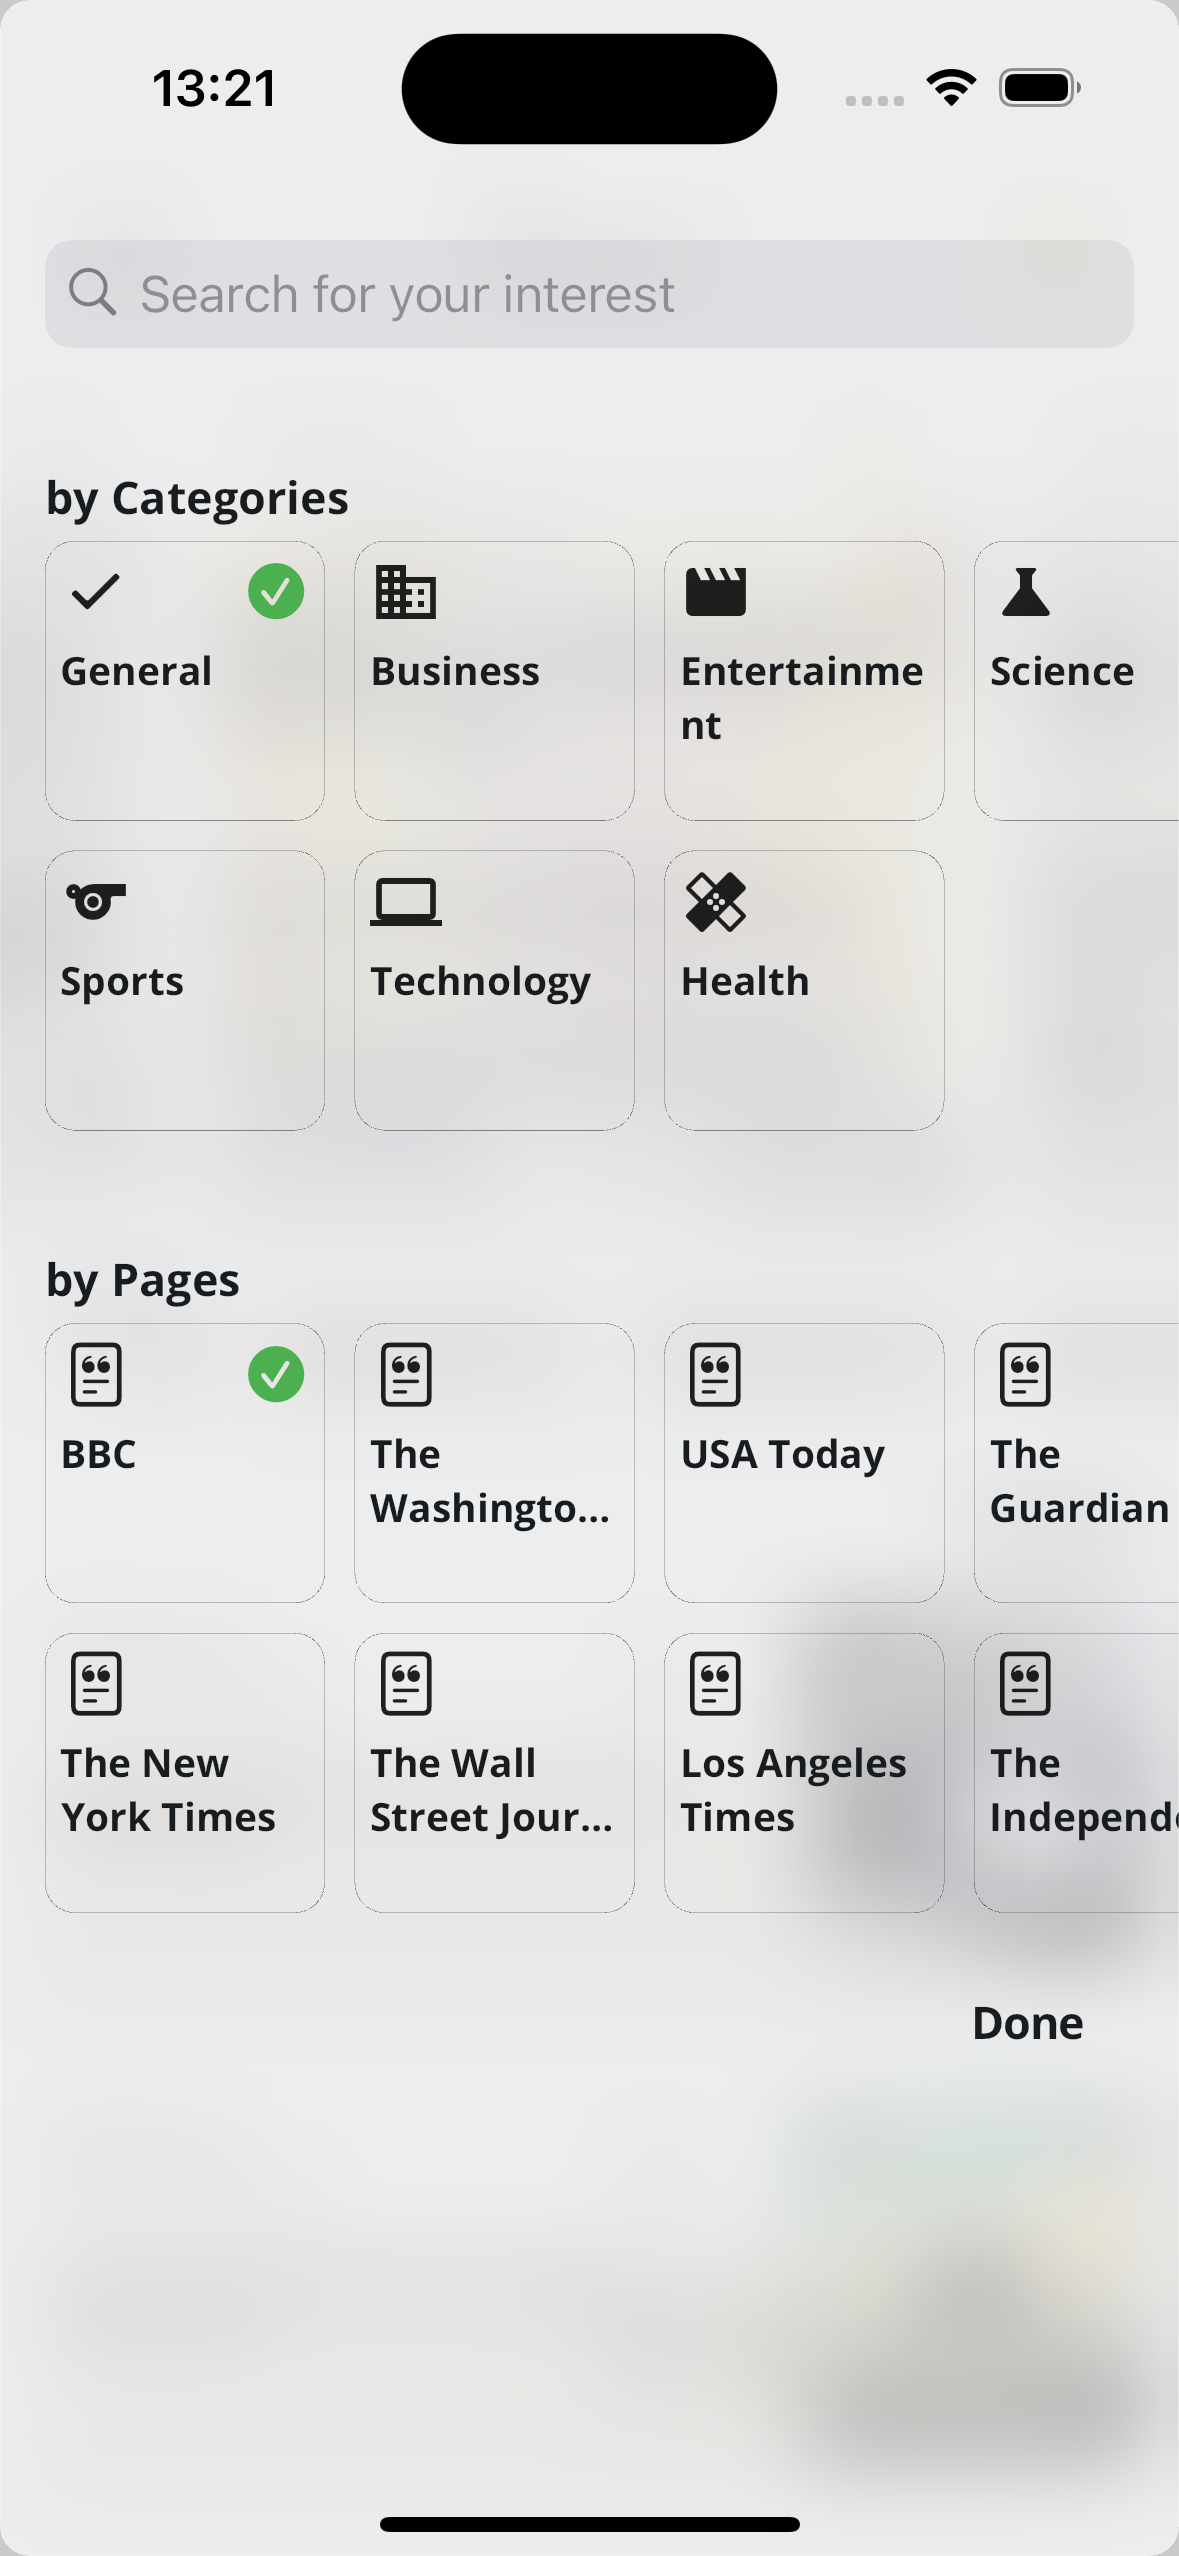 13:21
Search for your interest
by Categories
General
Business
Entertainme
nt
Science
Sports
Technology
Health
by Pages
BBC
The
Washingto...
USA Today
The
Guardian
The New
York Times
The Wall
Street Jour...
Los Angeles
Times
The
Independe
Done